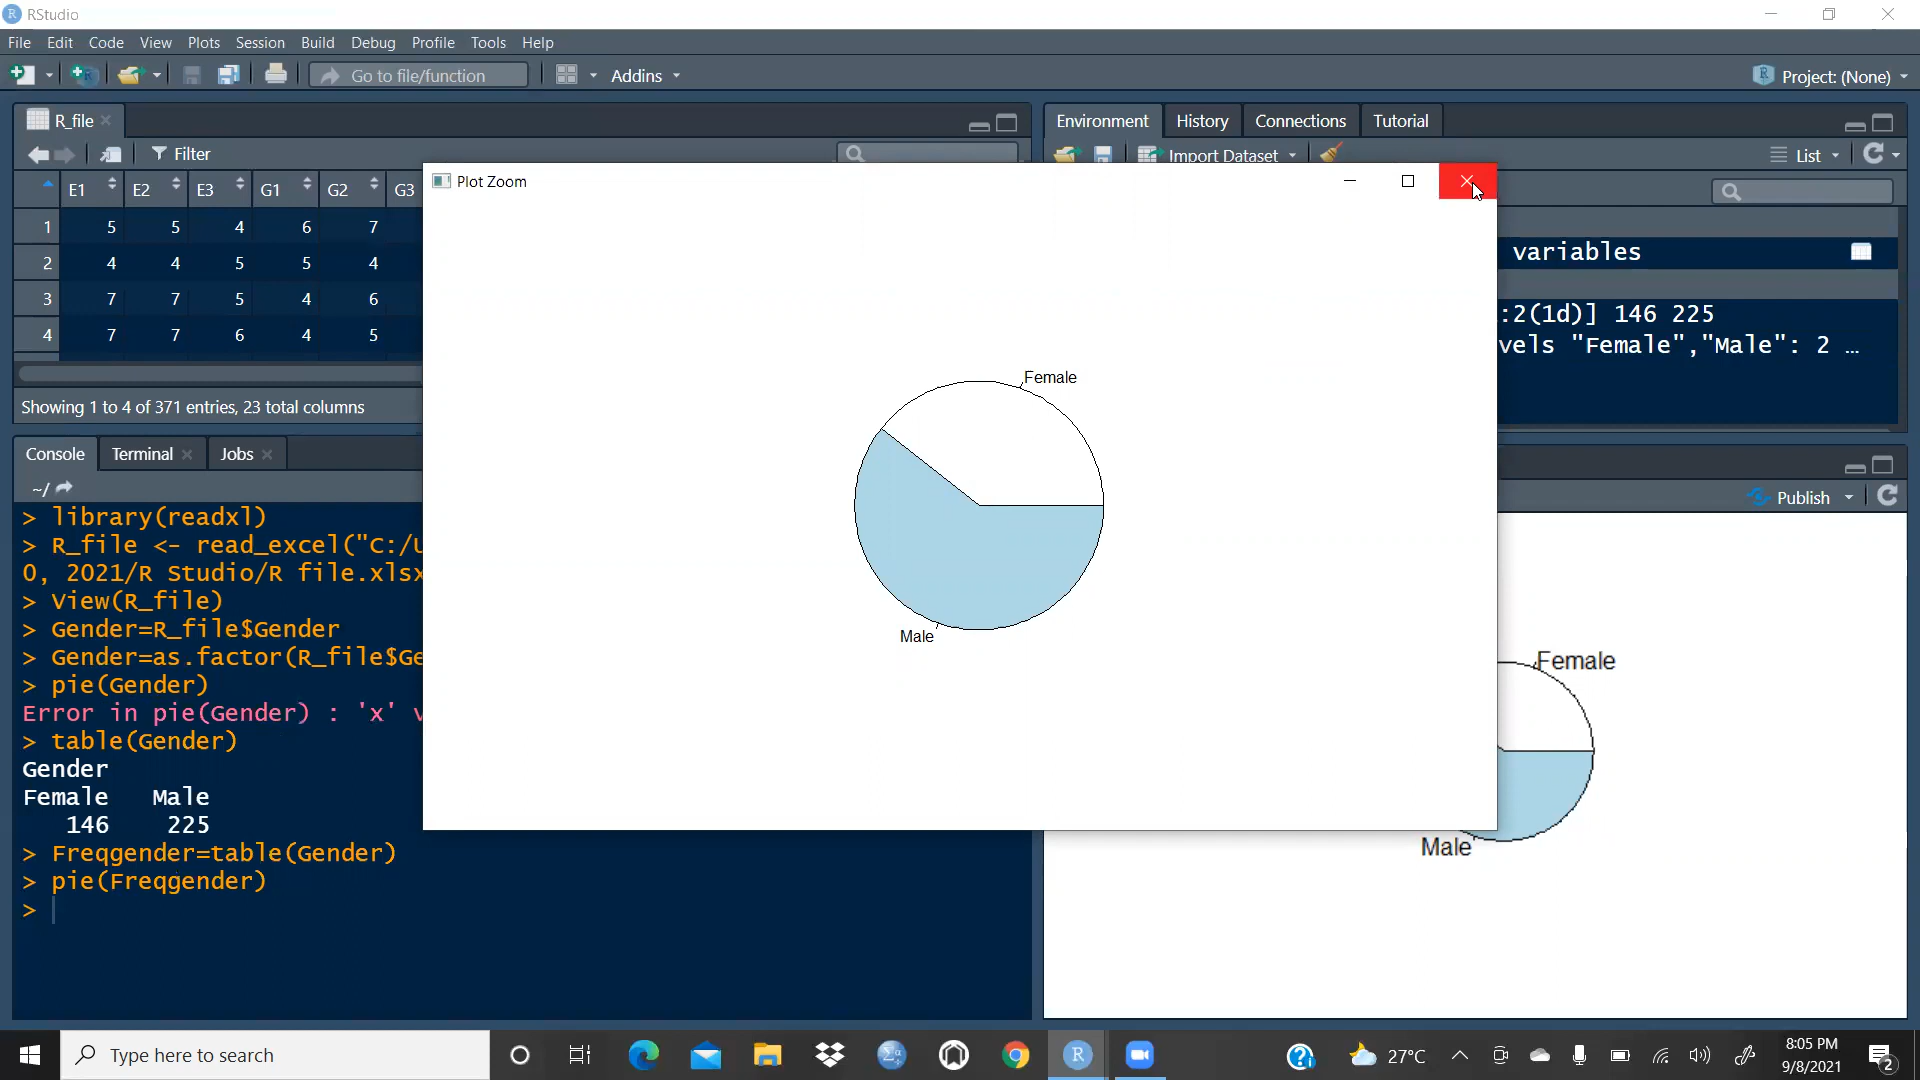 RStudio
File Edit Code View Plots Session Build Debug Profile Tools Help
Go to file/function Addins Project: (None)
R_file
Filter
E1 E2 E3 G1 G2 G3
1 5 5 4 6 7
2 4 4 5 5 4
3 7 7 5 4 6
4 7 7 6 4 5
Showing 1 to 4 of 371 entries, 23 total columns
Environment History Connections Tutorial
Import Dataset List
variables
:2(1d)] 146 225
vels "Female","Male": 2 ...
Plot Zoom
Female
Male
Console Terminal Jobs
~/
> library(readxl)
> R_file <- read_excel("C:/U
0, 2021/R Studio/R file.xlsx
> View(R_file)
> Gender=R_file$Gender
> Gender=as.factor(R_file$Ge
> pie(Gender)
Error in pie(Gender) : 'x' v
> table(Gender)
Gender
Female Male
146 225
> Freqgender=table(Gender)
> pie(Freqgender)
>
Publish
Female
Male
Type here to search
27°C
8:05 PM
9/8/2021
2